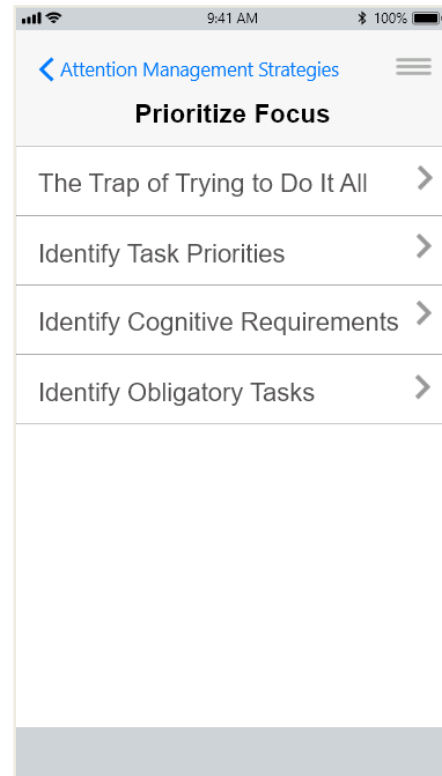 9:41 AM 100%
Attention Management Strategies
Prioritize Focus
The Trap of Trying to Do It All
Identify Task Priorities
Identify Cognitive Requirements
Identify Obligatory Tasks